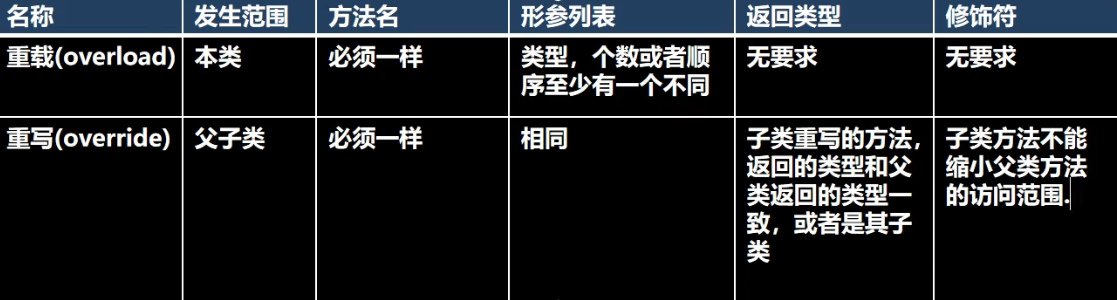 名称 发生范围 方法名 形参列表 返回类型 修饰符
重载(overload) 本类 必须一样 类型，个数或者顺 无要求 无要求
序至少有一个不同
重写(override) 父子类 必须一样 相同 子类重写的方法， 子类方法不能
返回的类型和父 缩小父类方法
类返回的类型一 的访问范围.
致，或者是其子
类